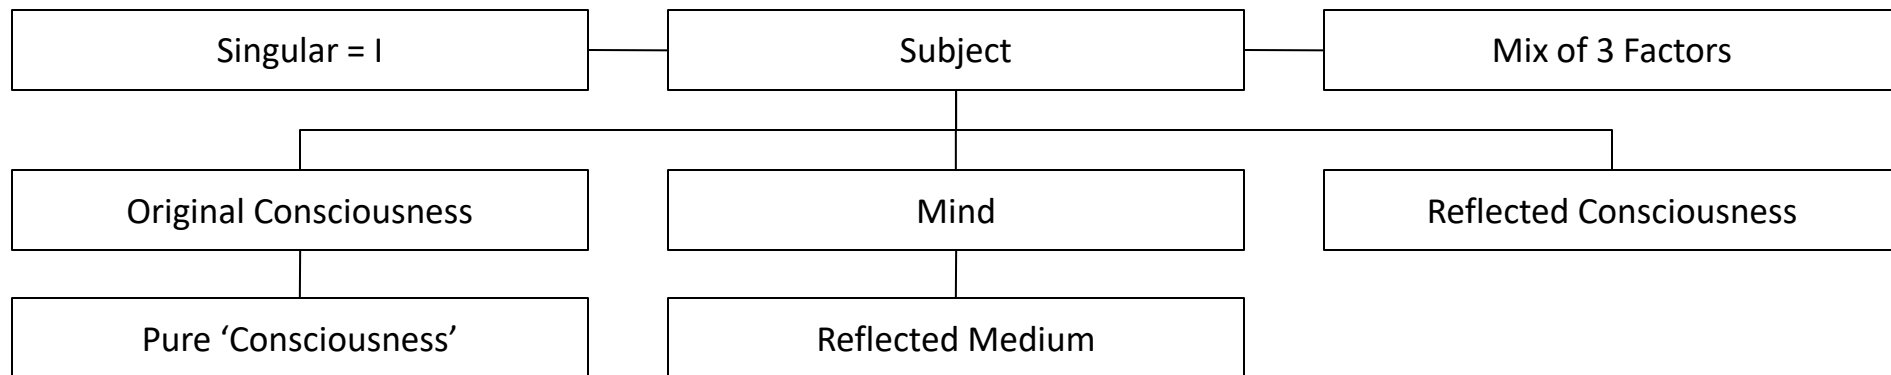 Singular = I
Subject
Mix of 3 Factors
Original Consciousness
Mind
Reflected Consciousness
Pure ‘Consciousness’
Reflected Medium